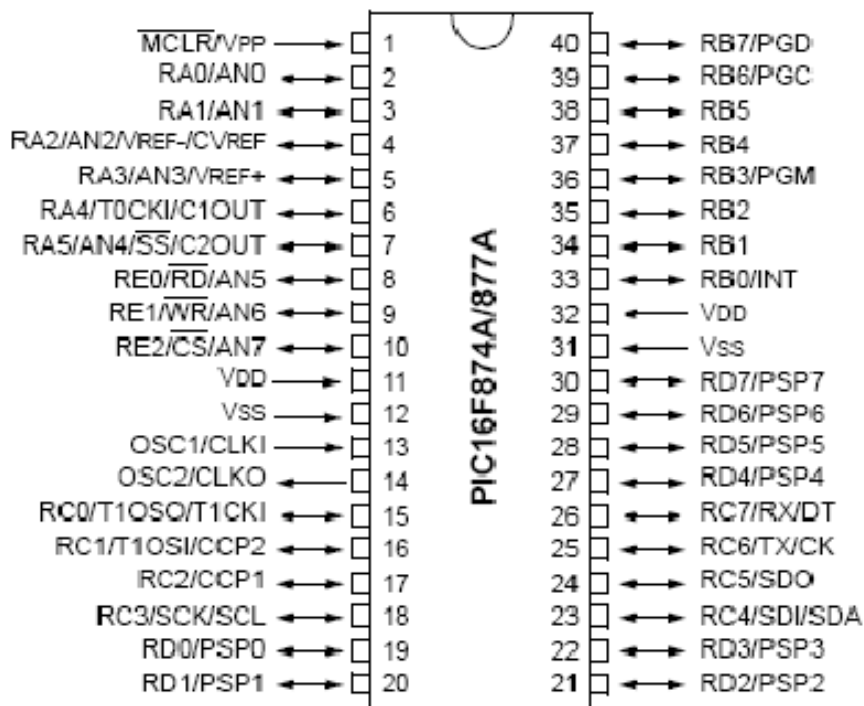 MCLR/VPP 1 40 RB7/PGD
RA0/AN0 2 39 RB6/PGC
RA1/AN1 3 38 RB5
RA2/AN2/VREF-/CVREF 4 37 RB4
RA3/AN3/VREF+ 5 36 RB3/PGM
RA4/T0CKI/C1OUT 6 35 RB2
RA5/AN4/SS/C2OUT 7 34 RB1
RE0/RD/AN5 8 33 RB0/INT
RE1/WR/AN6 9 32 VDD
RE2/CS/AN7 10 31 VSS
VDD 11 30 RD7/PSP7
VSS 12 29 RD6/PSP6
OSC1/CLKI 13 28 RD5/PSP5
OSC2/CLKO 14 27 RD4/PSP4
RC0/T1OSO/T1CKI 15 26 RC7/RX/DT
RC1/T1OSI/CCP2 16 25 RC6/TX/CK
RC2/CCP1 17 24 RC5/SDO
RC3/SCK/SCL 18 23 RC4/SDI/SDA
RD0/PSP0 19 22 RD3/PSP3
RD1/PSP1 20 21 RD2/PSP2
PIC16F874A/877A